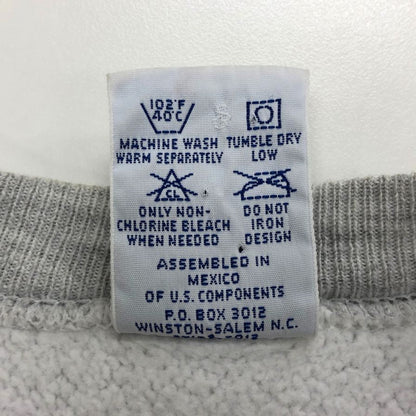 102°F
40°C
MACHINE WASH
WARM SEPARATELY
TUMBLE DRY
LOW
CL
ONLY NON-
CHLORINE BLEACH
WHEN NEEDED
DO NOT
IRON
DESIGN
ASSEMBLED IN
MEXICO
OF U.S. COMPONENTS
P.O. BOX 3012
WINSTON-SALEM N.C.